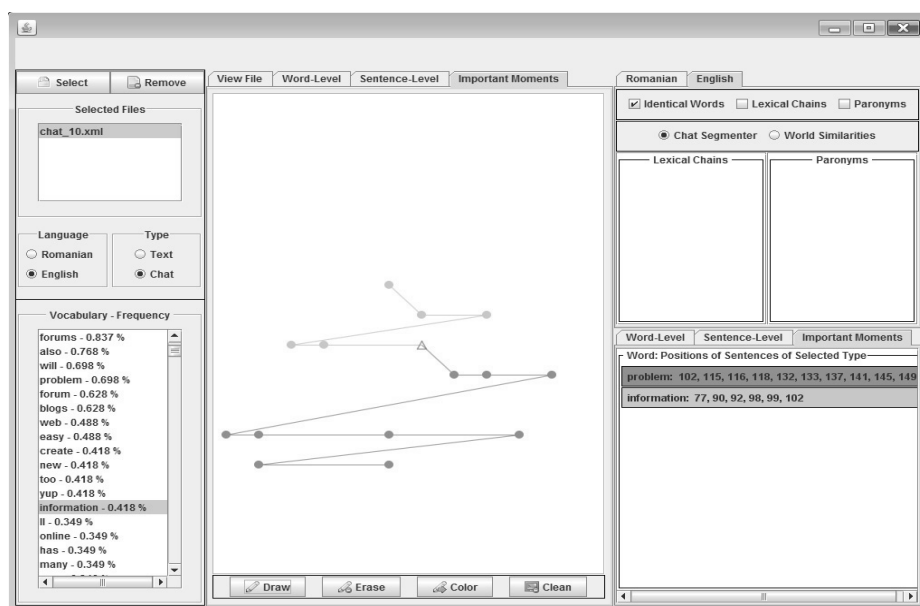 Select Remove
Selected Files
chat_10.xml
Language Type
Romanian Text
English Chat
Vocabulary - Frequency
forums - 0.837 %
also - 0.768 %
will - 0.698 %
problem - 0.698 %
forum - 0.628 %
blogs - 0.628 %
web - 0.488 %
easy - 0.488 %
create - 0.418 %
new - 0.418 %
too - 0.418 %
yup - 0.418 %
information - 0.418 %
ll - 0.349 %
online - 0.349 %
has - 0.349 %
many - 0.349 %
View File Word-Level Sentence-Level Important Moments
Draw Erase Color Clean
Romanian English
Identical Words Lexical Chains Paronyms
Chat Segmenter World Similarities
Lexical Chains Paronyms
Word-Level Sentence-Level Important Moments
Word: Positions of Sentences of Selected Type
problem: 102, 115, 116, 118, 132, 133, 137, 141, 145, 149
information: 77, 90, 92, 98, 99, 102